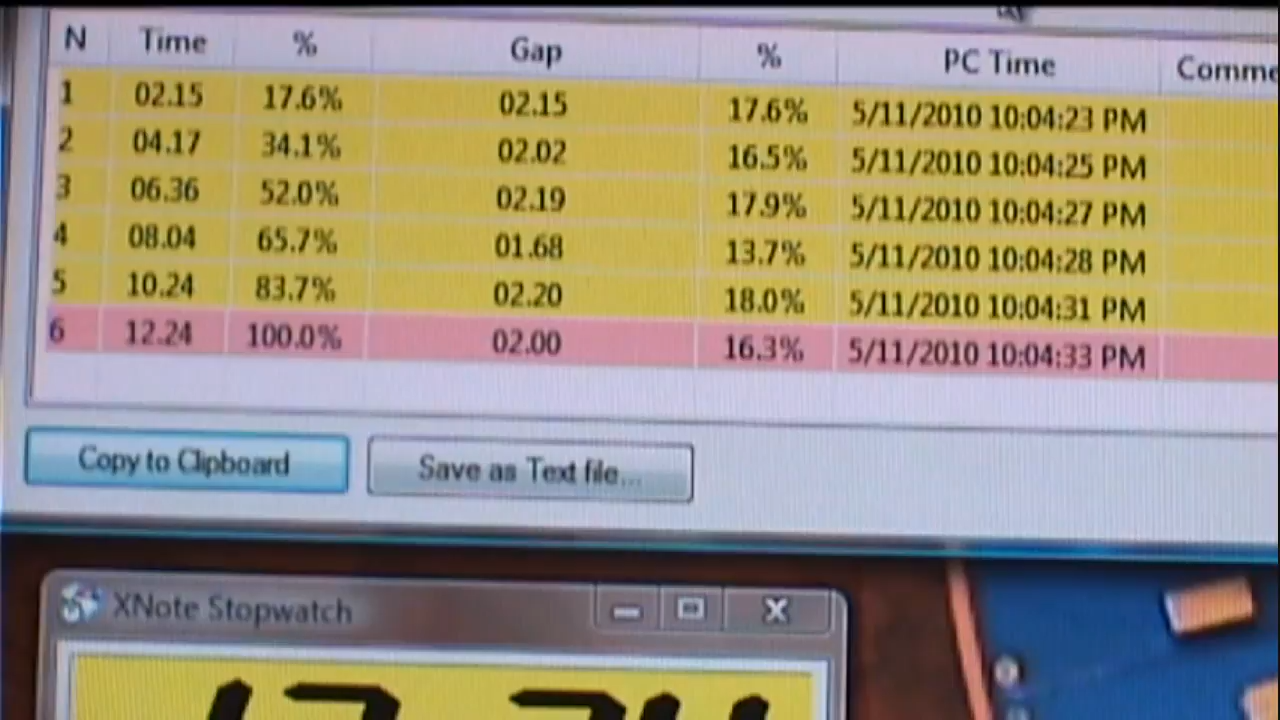 N Time % Gap % PC Time Comme
1 02.15 17.6% 02.15 17.6% 5/11/2010 10:04:23 PM
2 04.17 34.1% 02.02 16.5% 5/11/2010 10:04:25 PM
3 06.36 52.0% 02.19 17.9% 5/11/2010 10:04:27 PM
4 08.04 65.7% 01.68 13.7% 5/11/2010 10:04:28 PM
5 10.24 83.7% 02.20 18.0% 5/11/2010 10:04:31 PM
6 12.24 100.0% 02.00 16.3% 5/11/2010 10:04:33 PM
Copy to Clipboard Save as Text file...
XNote Stopwatch
12.24